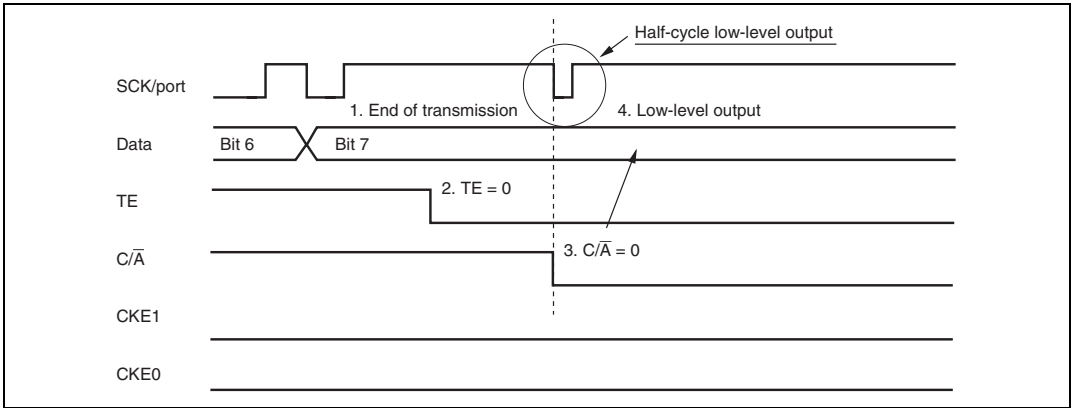 Half-cycle low-level output
SCK/port
1. End of transmission
4. Low-level output
Data
Bit 6
Bit 7
TE
2. TE = 0
C/A̅
3. C/A̅ = 0
CKE1
CKE0